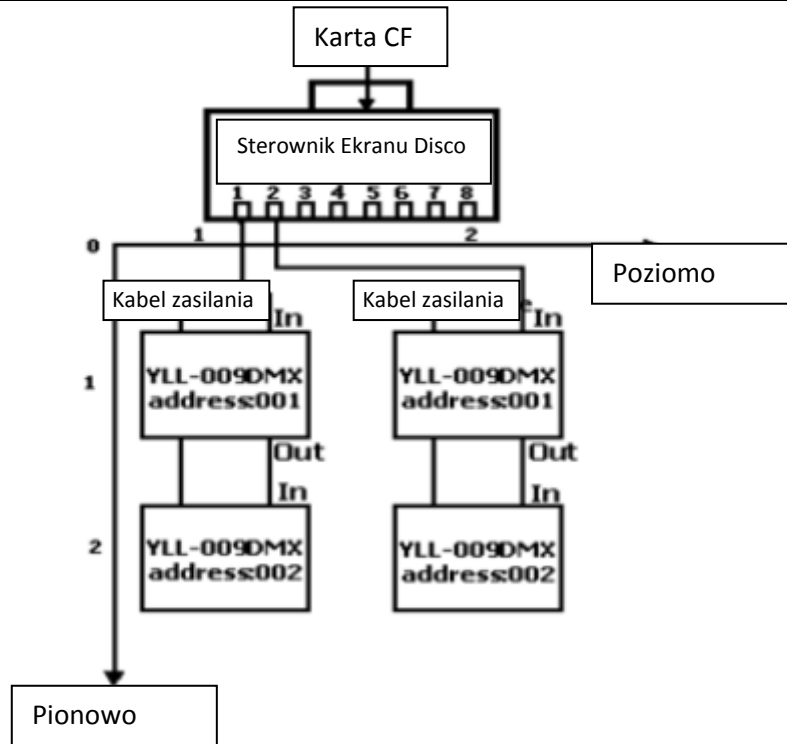 Karta CF
Sterownik Ekranu Disco
1 2 3 4 5 6 7 8
0 1 2
Poziomo
Kabel zasilania In
Kabel zasilania In
1
YLL-009DMX
address:001
YLL-009DMX
address:001
Out
Out
In
In
2
YLL-009DMX
address:002
YLL-009DMX
address:002
Pionowo